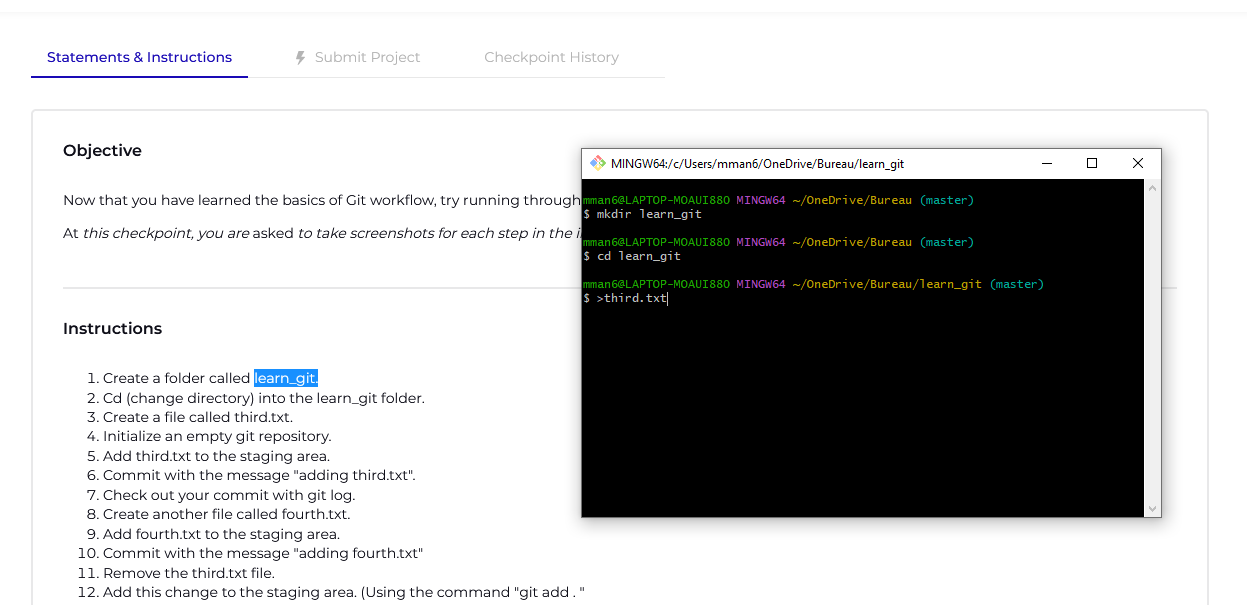 Statements & Instructions
Submit Project
Checkpoint History
Objective
Now that you have learned the basics of Git workflow, try running through
At this checkpoint, you are asked to take screenshots for each step in the
Instructions
1. Create a folder called learn_git.
2. Cd (change directory) into the learn_git folder.
3. Create a file called third.txt.
4. Initialize an empty git repository.
5. Add third.txt to the staging area.
6. Commit with the message "adding third.txt".
7. Check out your commit with git log.
8. Create another file called fourth.txt.
9. Add fourth.txt to the staging area.
10. Commit with the message "adding fourth.txt"
11. Remove the third.txt file.
12. Add this change to the staging area. (Using the command "git add . "
MINGW64:/c/Users/mman6/OneDrive/Bureau/learn_git
mman6@LAPTOP-MOAUI88O MINGW64 ~/OneDrive/Bureau (master)
$ mkdir learn_git
mman6@LAPTOP-MOAUI88O MINGW64 ~/OneDrive/Bureau (master)
$ cd learn_git
mman6@LAPTOP-MOAUI88O MINGW64 ~/OneDrive/Bureau/learn_git (master)
$ >third.txt